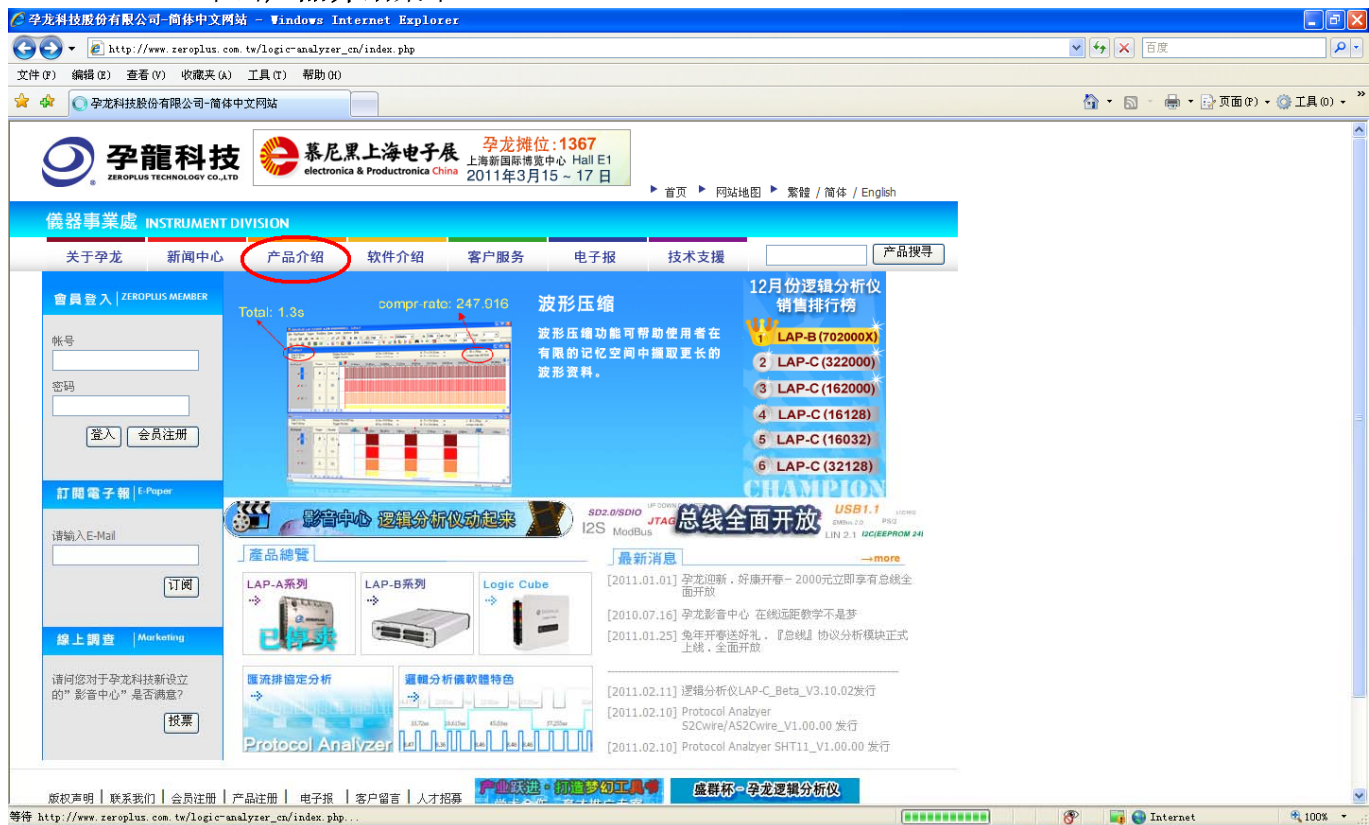 孕龙科技股份有限公司-简体中文网站 - Windows Internet Explorer
http://www.zeroplus.com.tw/logic-analyzer_cn/index.php
百度
文件(F) 编辑(E) 查看(V) 收藏夹(A) 工具(T) 帮助(H)
孕龙科技股份有限公司-简体中文网站
页面(P) 工具(O)
孕龍科技
ZEROPLUS TECHNOLOGY CO.,LTD
慕尼黑上海电子展
electronica & Productronica China
孕龙摊位:1367
上海新国际博览中心 Hall E1
2011年3月15 ~ 17 日
首页 网站地图 繁體 / 简体 / English
儀器事業處 INSTRUMENT DIVISION
关于孕龙 新闻中心 产品介绍 软件介绍 客户服务 电子报 技术支援 产品搜寻
會員登入 ZEROPLUS MEMBER
帐号
密码
登入 会员注册
Total: 1.3s compr-rate: 247.916
波形压缩
波形压缩功能可帮助使用者在
有限的记忆空间中撷取更长的
波形资料。
12月份逻辑分析仪
销售排行榜
1 LAP-B(702000X)
2 LAP-C(322000)
3 LAP-C(162000)
4 LAP-C(16128)
5 LAP-C(16032)
6 LAP-C(32128)
CHAMPION
訂閱電子報 E-Paper
请输入E-Mail
订阅
影音中心 逻辑分析仪动起来
SD2.0/SDIO
I2S ModBus JTAG
总线全面开放
USB1.1
LIN 2.1 I2C(EEPROM 24)
產品總覽
LAP-A系列
已停卖
LAP-B系列
Logic Cube
匯流排協定分析
Protocol Analyzer
邏輯分析儀軟體特色
最新消息 more
[2011.01.01] 孕龙迎新，好康开春－2000元立即享有总线全
面开放
[2010.07.16] 孕龙影音中心 在线远距教学不是梦
[2011.01.25] 兔年开春送好礼，『总线』协议分析模块正式
上线，全面开放
[2011.02.11] 逻辑分析仪LAP-C_Beta_V3.10.02发行
[2011.02.10] Protocol Analzyer
S2Cwire/AS2Cwire_V1.00.00 发行
[2011.02.10] Protocol Analzyer SHT11_V1.00.00 发行
線上調查 Marketing
请问您对于孕龙科技新设立
的"影音中心"是否满意?
投票
版权声明 | 联系我们 | 会员注册 | 产品注册 | 电子报 | 客户留言 | 人才招募
产业跃进·打造梦幻工具
盛群杯-孕龙逻辑分析仪
等待 http://www.zeroplus.com.tw/logic-analyzer_cn/index.php...
Internet 100%